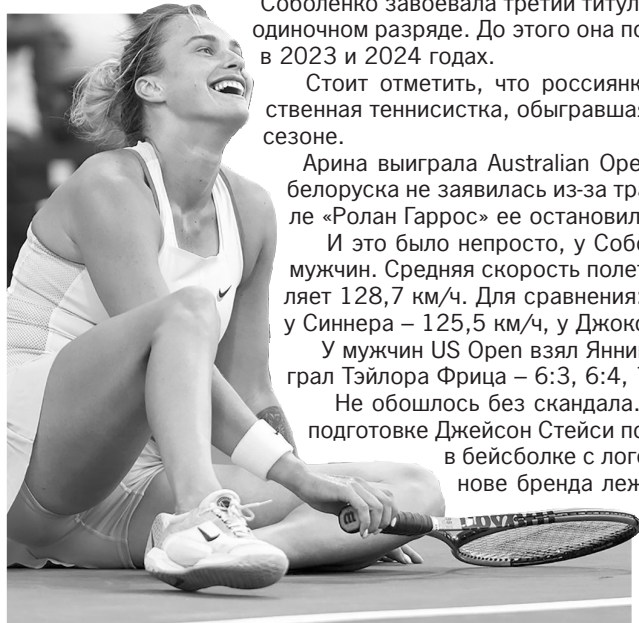 Соболенко завоевала третий титул
одиночном разряде. До этого она по
в 2023 и 2024 годах.
Стоит отметить, что россиянк
ственная теннисистка, обыгравшая
сезоне.
Арина выиграла Australian Ope
белоруска не заявилась из-за тра
ле «Ролан Гаррос» ее остановил
И это было непросто, у Собо
мужчин. Средняя скорость полет
ляет 128,7 км/ч. Для сравнения:
у Синнера – 125,5 км/ч, у Джоко
У мужчин US Open взял Янни
грал Тэйлора Фрица – 6:3, 6:4, 7
Не обошлось без скандала.
подготовке Джейсон Стейси по
в бейсболке с лого
нове бренда леж